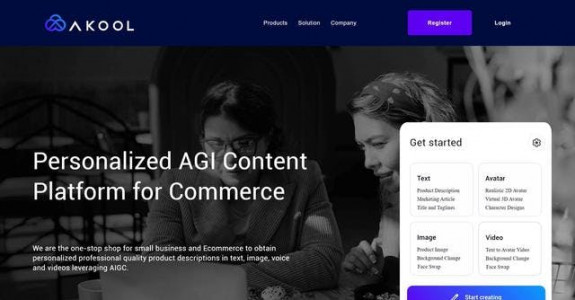 AKOOL
Products Solution Company
Register
Login
Personalized AGI Content
Platform for Commerce
We are the one-stop shop for small business and Ecommerce to obtain
personalized professional quality product descriptions in text, image, voice
and videos leveraging AIGC.
Get started
Text
Product Description
Marketing Article
Title and Taglines
Avatar
Realistic 2D Avatar
Virtual 3D Avatar
Character Designs
Image
Product Image
Background Change
Face Swap
Video
Text to Avatar Video
Background Change
Face Swap
Start creating